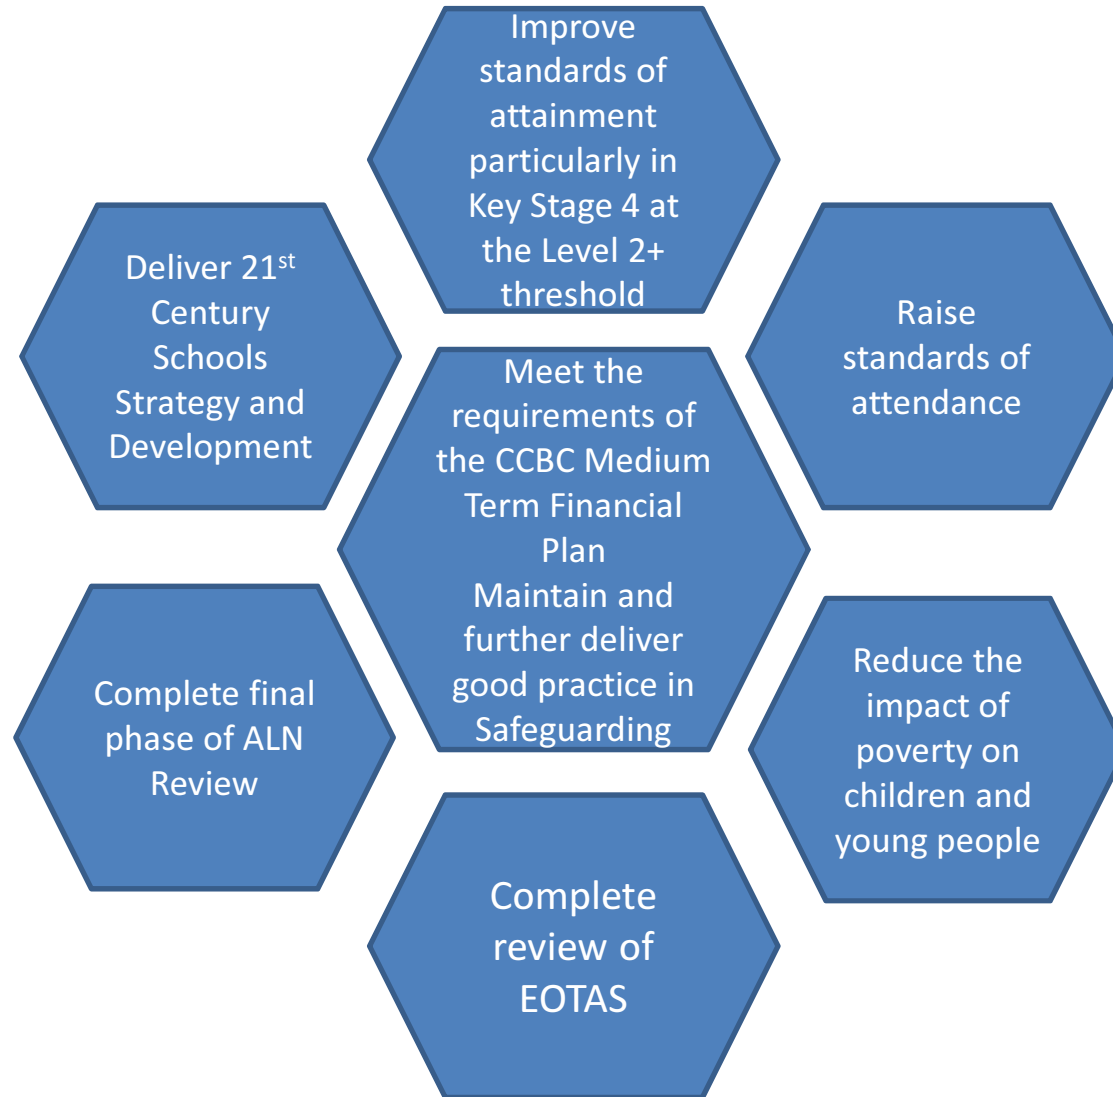 Improve
standards of
attainment
particularly in
Key Stage 4 at
the Level 2+
threshold
Deliver 21st
Century
Schools
Strategy and
Development
Raise
standards of
attendance
Meet the
requirements of
the CCBC Medium
Term Financial
Plan
Maintain and
further deliver
good practice in
Safeguarding
Complete final
phase of ALN
Review
Reduce the
impact of
poverty on
children and
young people
Complete
review of
EOTAS